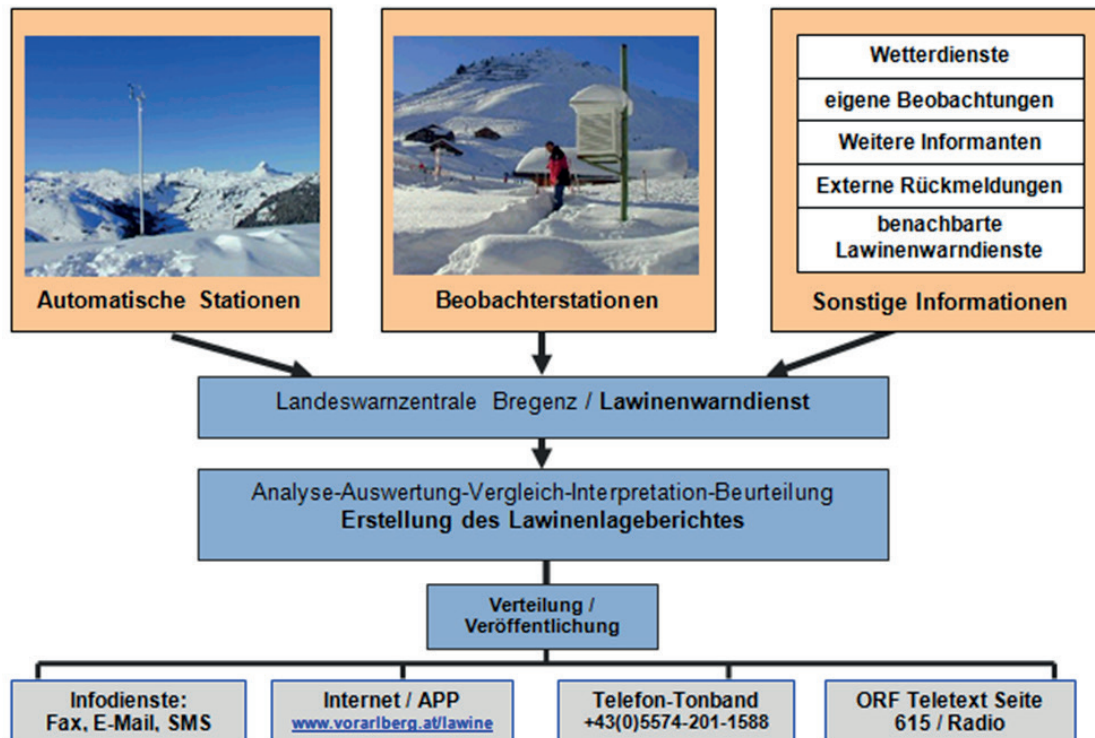 Automatische Stationen
Beobachterstationen
Wetterdienste
eigene Beobachtungen
Weitere Informanten
Externe Rückmeldungen
benachbarte
Lawinenwarndienste
Sonstige Informationen
Landeswarnzentrale Bregenz / Lawinenwarndienst
Analyse-Auswertung-Vergleich-Interpretation-Beurteilung
Erstellung des Lawinenlageberichtes
Verteilung /
Veröffentlichung
Infodienste:
Fax, E-Mail, SMS
Internet / APP
www.vorarlberg.at/lawine
Telefon-Tonband
+43(0)5574-201-1588
ORF Teletext Seite
615 / Radio